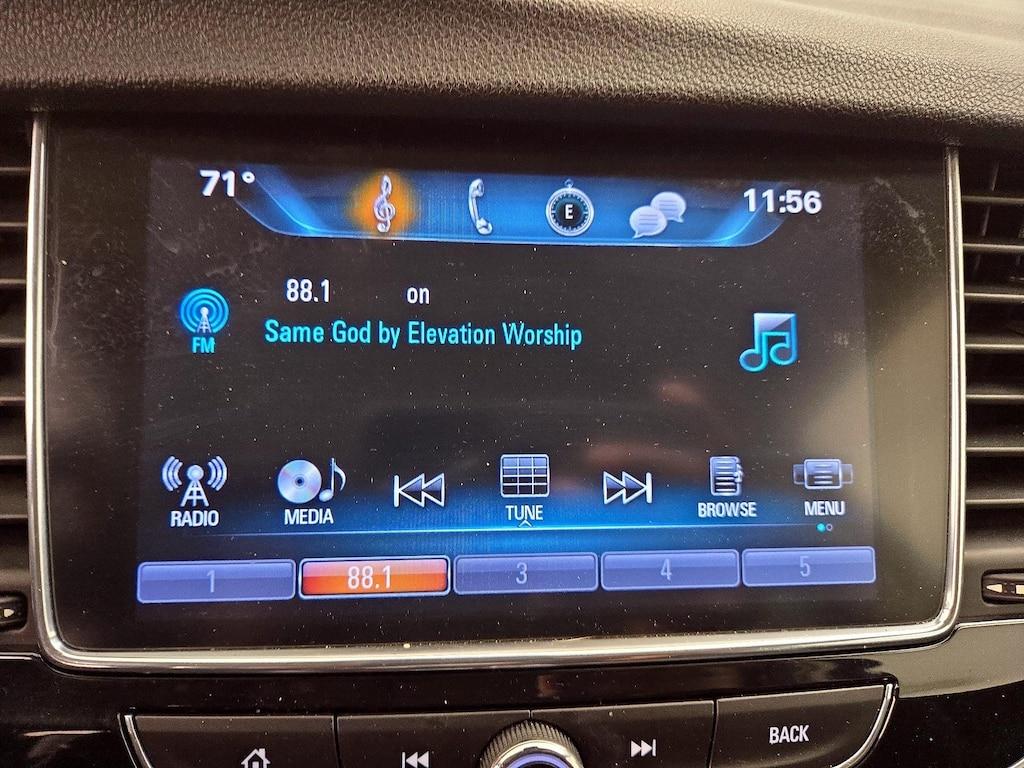 71° E 11:56
88.1 on
FM Same God by Elevation Worship
RADIO MEDIA TUNE BROWSE MENU
1 88.1 3 4 5
BACK